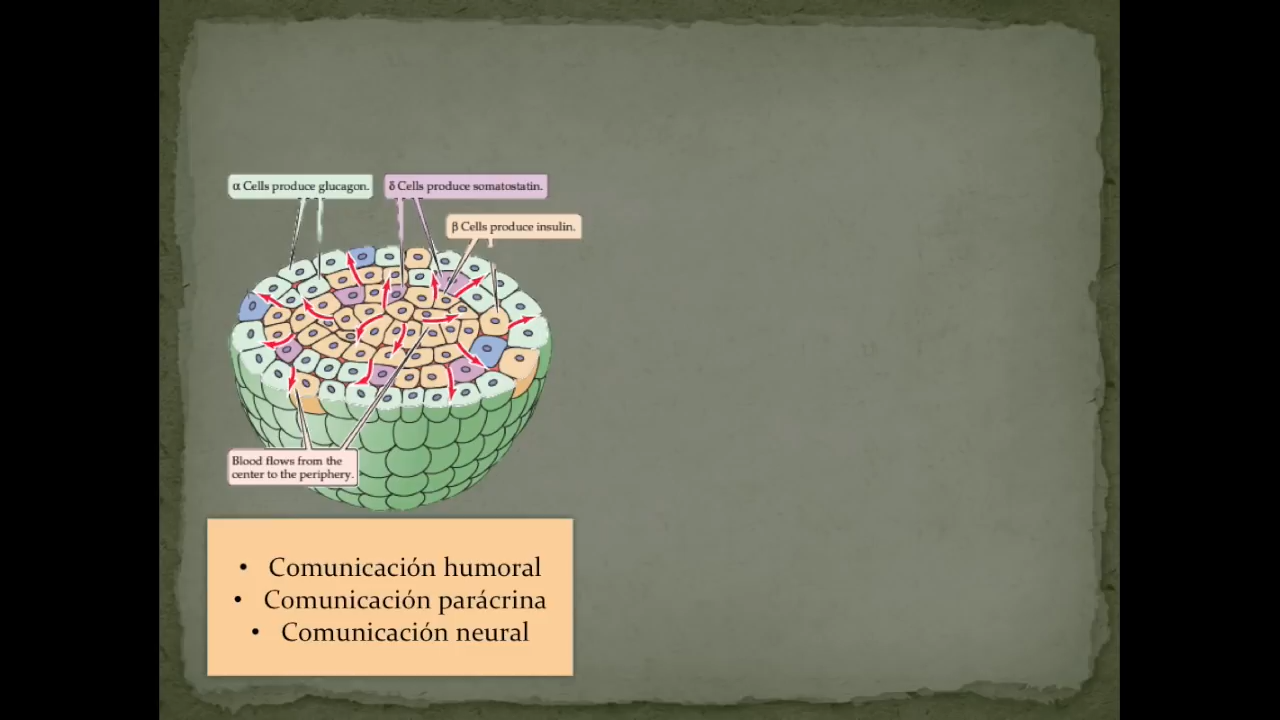 α Cells produce glucagon.
δ Cells produce somatostatin.
β Cells produce insulin.
Blood flows from the
center to the periphery.
• Comunicación humoral
• Comunicación parácrina
• Comunicación neural